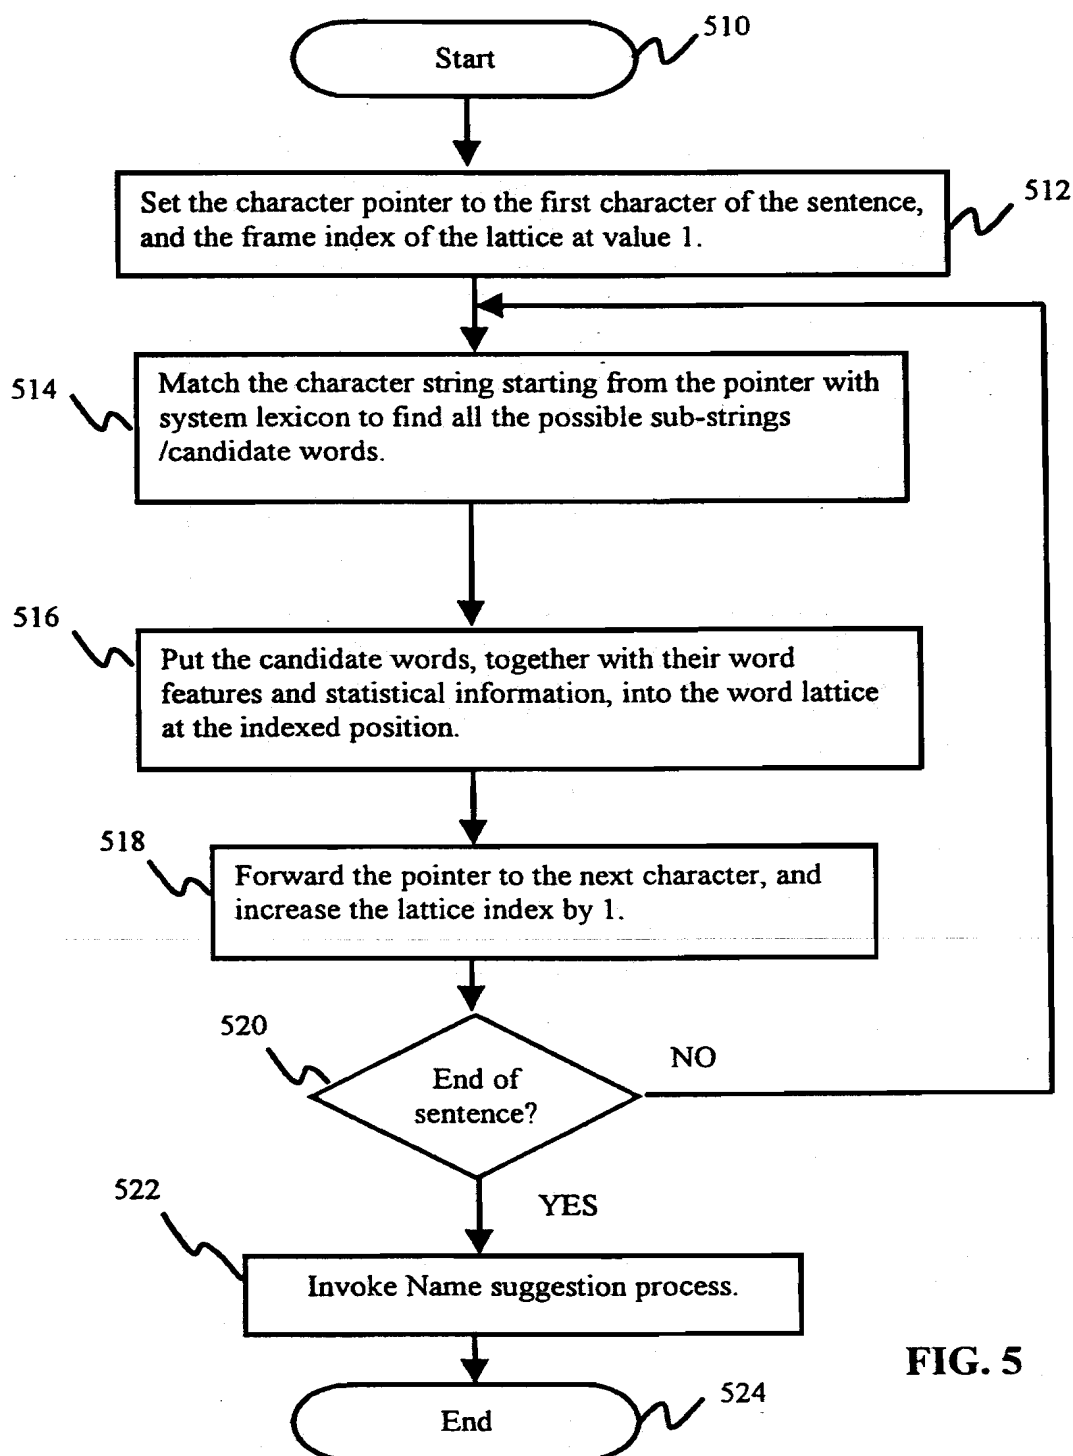 510
Start
512
Set the character pointer to the first character of the sentence,
and the frame index of the lattice at value 1.
514
Match the character string starting from the pointer with
system lexicon to find all the possible sub-strings
/candidate words.
516
Put the candidate words, together with their word
features and statistical information, into the word lattice
at the indexed position.
518
Forward the pointer to the next character, and
increase the lattice index by 1.
520
End of
sentence?
NO
YES
522
Invoke Name suggestion process.
FIG. 5
524
End